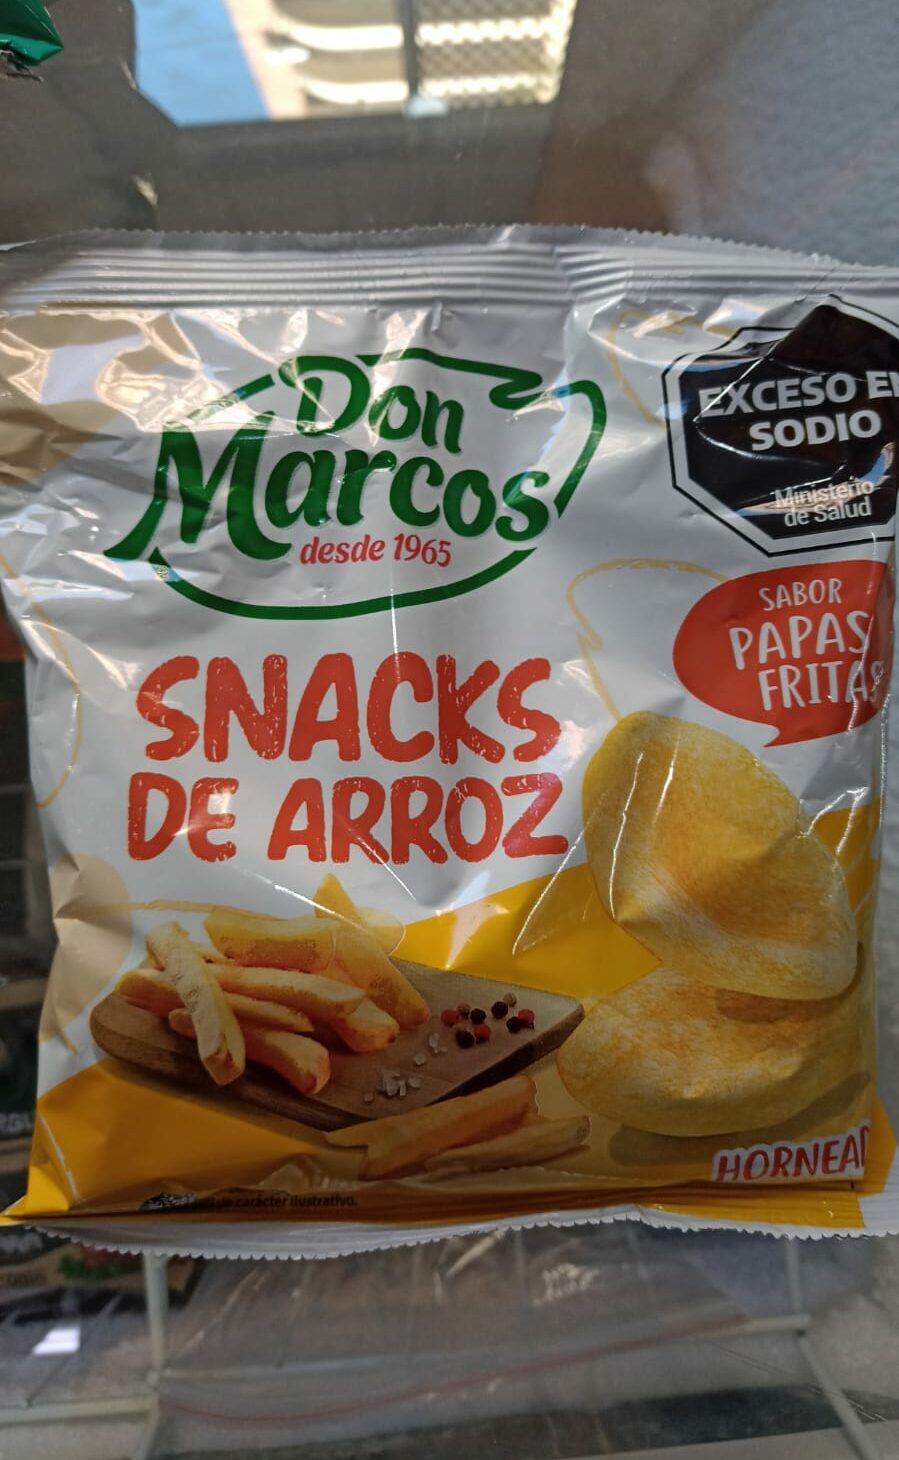 Don
Marcos
desde 1965
EXCESO EN
SODIO
Ministerio
de Salud
SABOR
PAPAS
FRITAS
SNACKS
DE ARROZ
HORNEAD
de carácter ilustrativo.